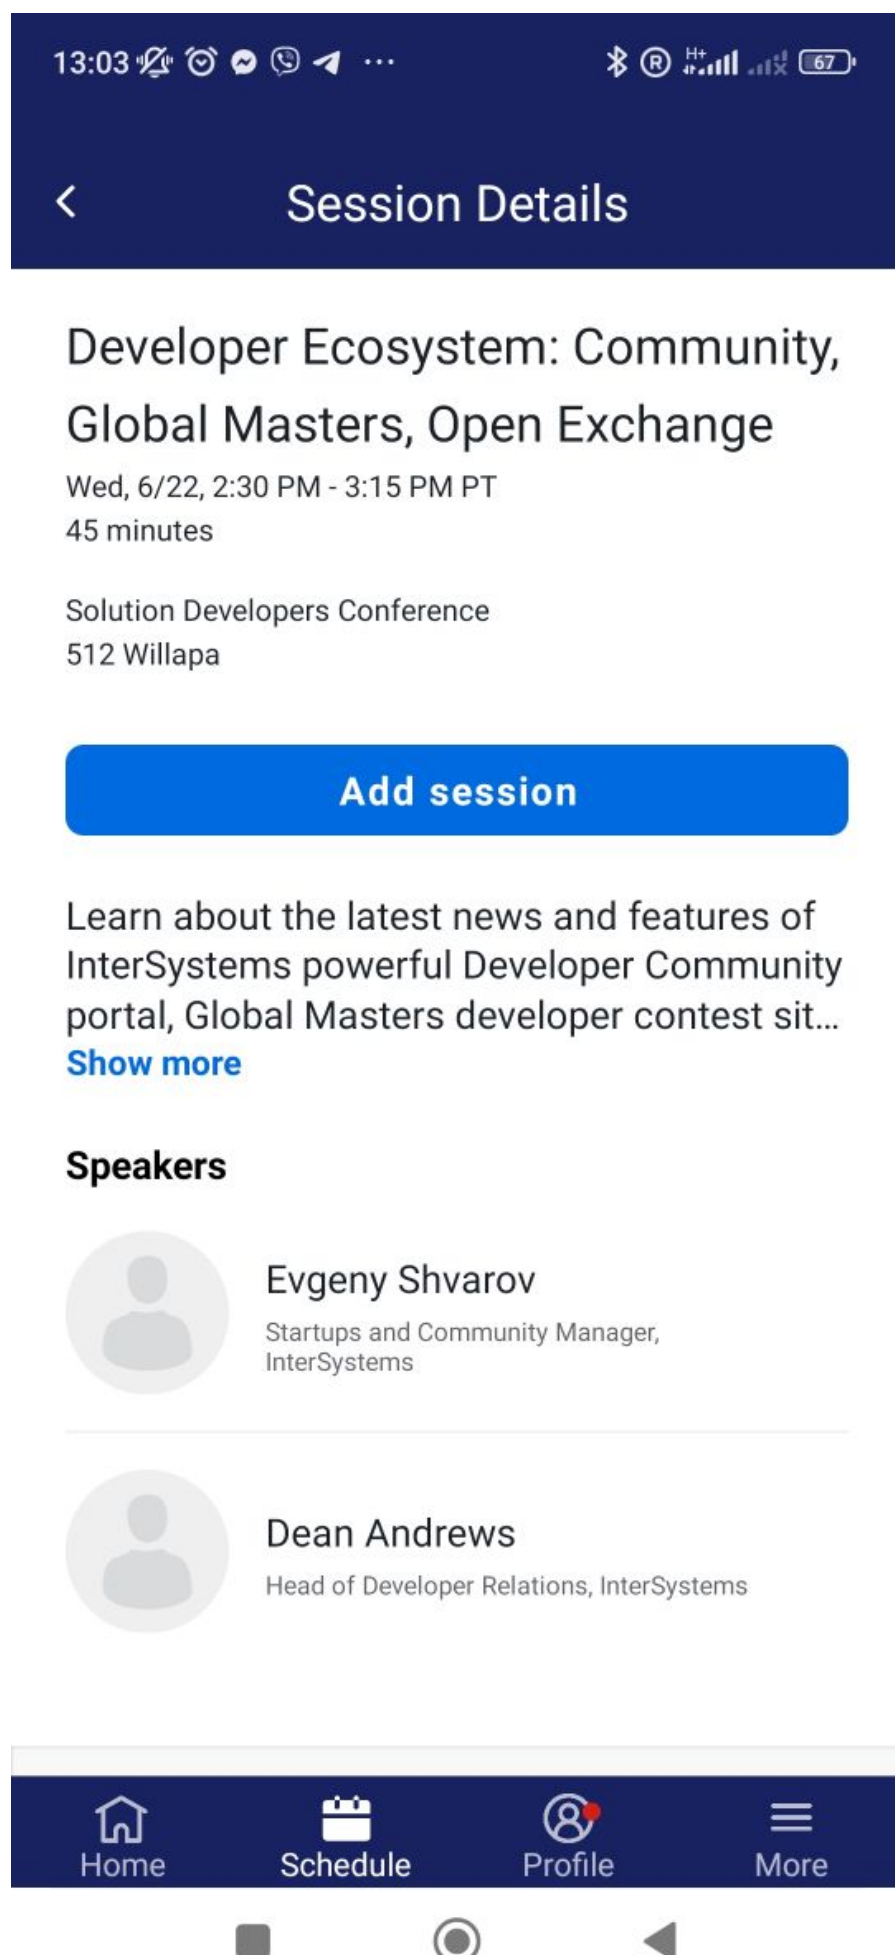 13:03 ...
® H+ 67
Session Details
Developer Ecosystem: Community,
Global Masters, Open Exchange
Wed, 6/22, 2:30 PM - 3:15 PM PT
45 minutes
Solution Developers Conference
512 Willapa
Add session
Learn about the latest news and features of
InterSystems powerful Developer Community
portal, Global Masters developer contest sit...
Show more
Speakers
Evgeny Shvarov
Startups and Community Manager,
InterSystems
Dean Andrews
Head of Developer Relations, InterSystems
Home
Schedule
Profile
More